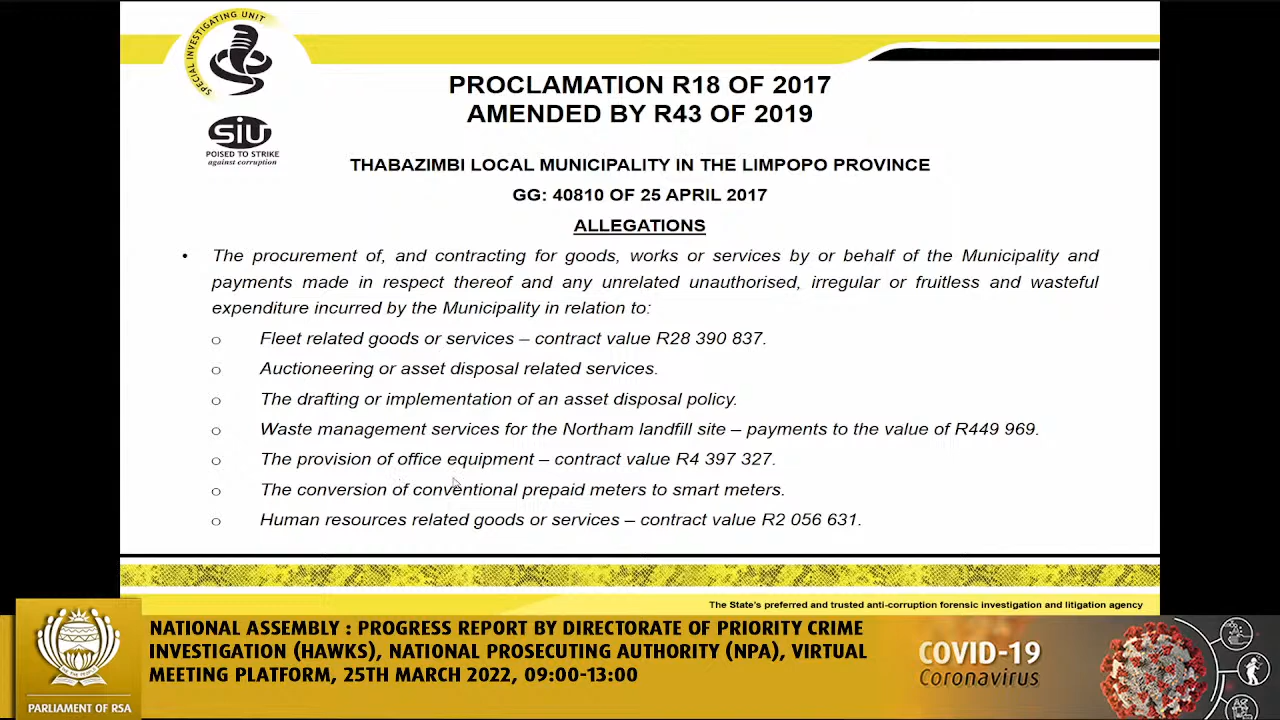 SPECIAL INVESTIGATING UNIT
SIU
POISED TO STRIKE
against corruption
PROCLAMATION R18 OF 2017
AMENDED BY R43 OF 2019
THABAZIMBI LOCAL MUNICIPALITY IN THE LIMPOPO PROVINCE
GG: 40810 OF 25 APRIL 2017
ALLEGATIONS
• The procurement of, and contracting for goods, works or services by or behalf of the Municipality and
payments made in respect thereof and any unrelated unauthorised, irregular or fruitless and wasteful
expenditure incurred by the Municipality in relation to:
o Fleet related goods or services – contract value R28 390 837.
o Auctioneering or asset disposal related services.
o The drafting or implementation of an asset disposal policy.
o Waste management services for the Northam landfill site – payments to the value of R449 969.
o The provision of office equipment – contract value R4 397 327.
o The conversion of conventional prepaid meters to smart meters.
o Human resources related goods or services – contract value R2 056 631.
The State's preferred and trusted anti-corruption forensic investigation and litigation agency
NATIONAL ASSEMBLY : PROGRESS REPORT BY DIRECTORATE OF PRIORITY CRIME
INVESTIGATION (HAWKS), NATIONAL PROSECUTING AUTHORITY (NPA), VIRTUAL
MEETING PLATFORM, 25TH MARCH 2022, 09:00-13:00
PARLIAMENT OF RSA
COVID-19
Coronavirus